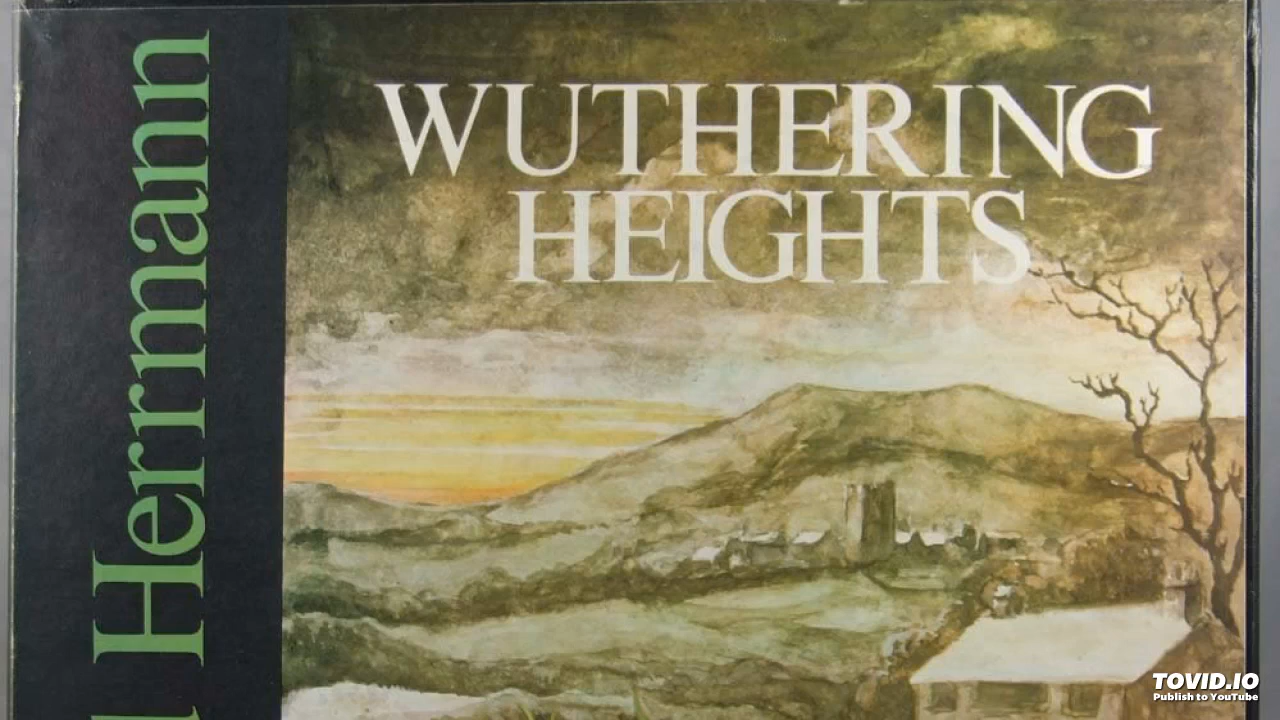 Herrmann
WUTHERING
HEIGHTS
TOVID.IO
Publish to YouTube